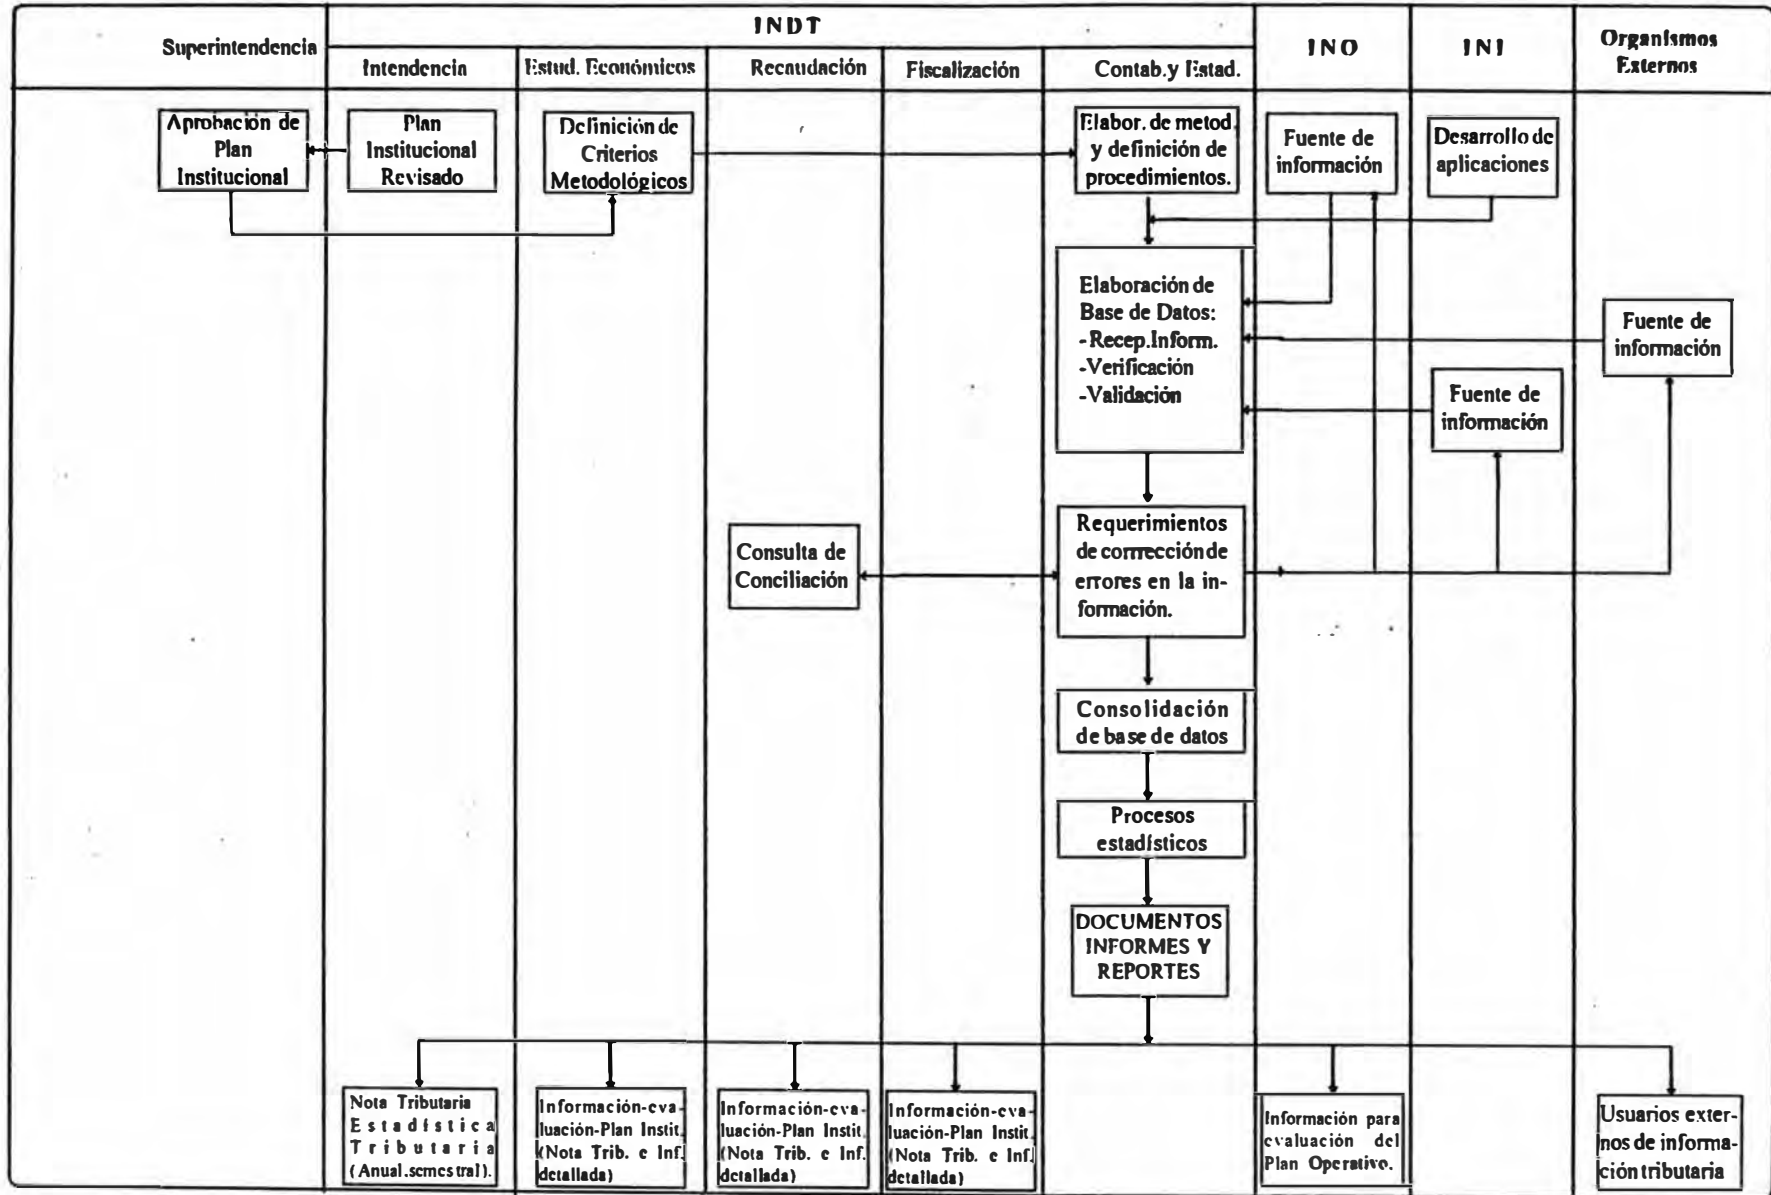 Superintendencia
INDT
INO
INI
Organismos
Externos
Intendencia
Estud. Económicos
Recaudación
Fiscalización
Contab.y Estad.
Aprobación de
Plan
Institucional
Plan
Institucional
Revisado
Definición de
Criterios
Metodológicos
Elabor. de metod.
y definición de
procedimientos.
Fuente de
información
Desarrollo de
aplicaciones
Elaboración de
Base de Datos:
-Recep.Inform.
-Verificación
-Validación
Fuente de
información
Fuente de
información
Consulta de
Conciliación
Requerimientos
de corrección de
errores en la in-
formación.
Consolidación
de base de datos
Procesos
estadísticos
DOCUMENTOS
INFORMES Y
REPORTES
Nota Tributaria
Estadística
Tributaria
(Anual.semestral).
Información-eva-
luación-Plan Instit.
(Nota Trib. e Inf.
detallada)
Información-eva-
luación-Plan Instit.
(Nota Trib. e Inf.
detallada)
Información-eva-
luación-Plan Instit.
(Nota Trib. e Inf.
detallada)
Información para
evaluación del
Plan Operativo.
Usuarios exter-
nos de informa-
ción tributaria